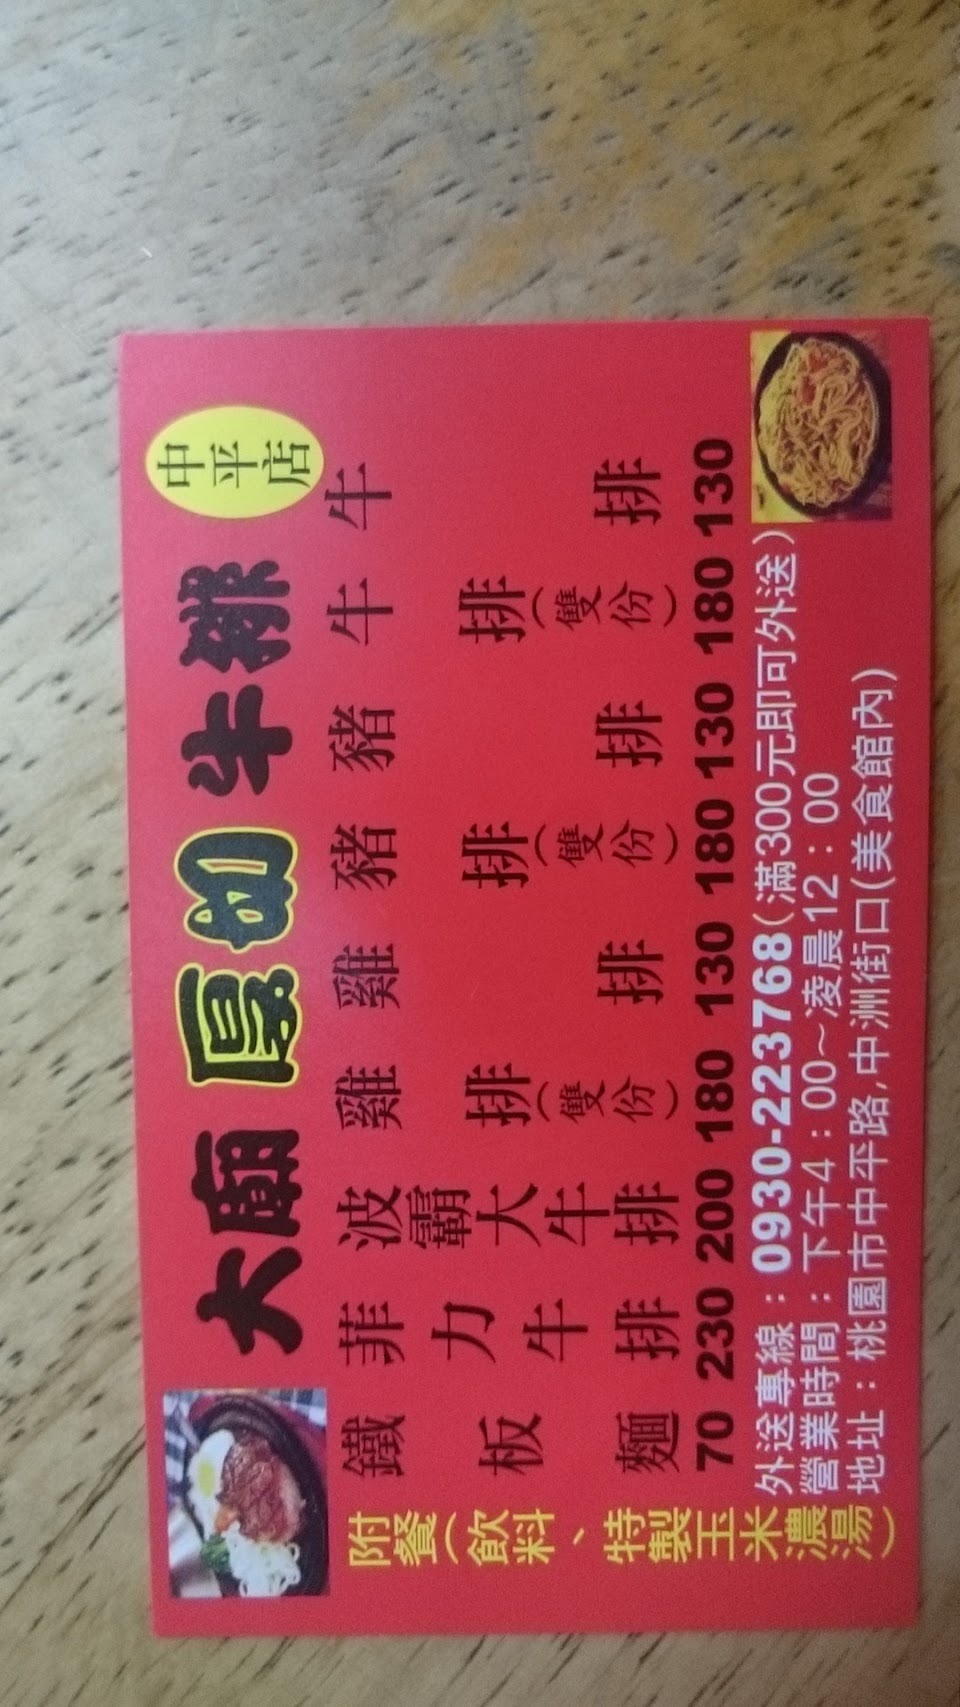 大廟厚切牛排
中平店
牛排 130
牛排(雙份) 180
豬排 130
豬排(雙份) 180
雞排 130
雞排(雙份) 180
波霸大牛排 200
菲力牛排 230
鐵板麵 70
附餐(飲料、特製玉米濃湯)
外送專線：0930-223768(滿300元即可外送)
營業時間：下午4：00~凌晨12：00
地址：桃園市中平路,中洲街口(美食館內)